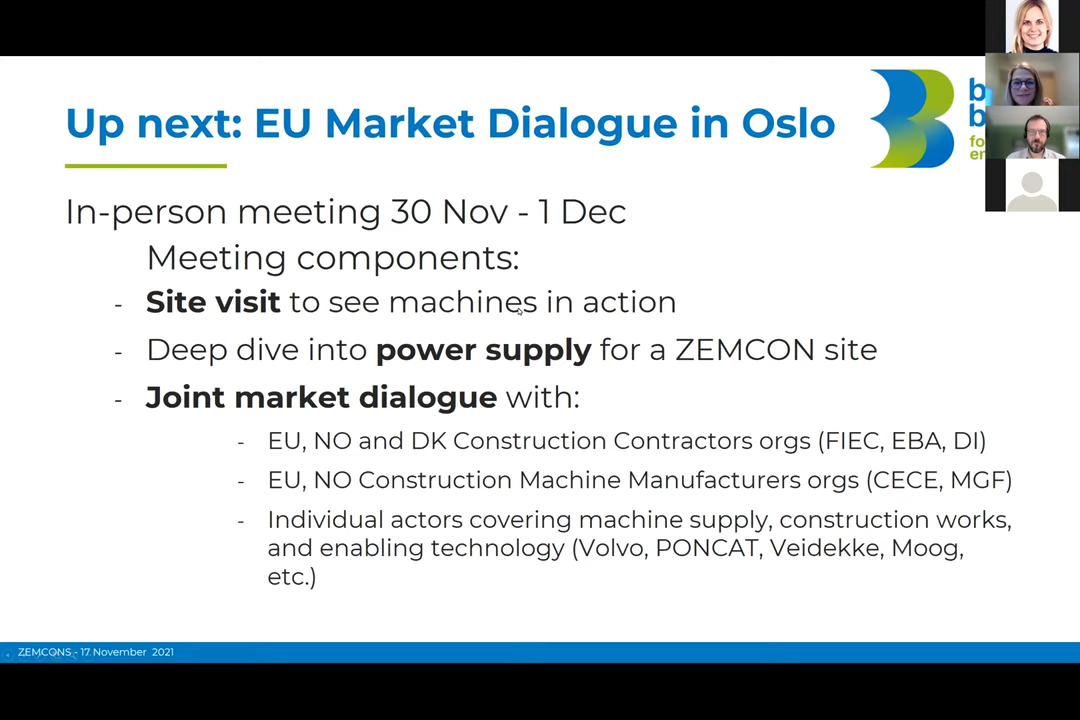 Up next: EU Market Dialogue in Oslo
In-person meeting 30 Nov - 1 Dec
Meeting components:
- Site visit to see machines in action
- Deep dive into power supply for a ZEMCON site
- Joint market dialogue with:
- EU, NO and DK Construction Contractors orgs (FIEC, EBA, DI)
- EU, NO Construction Machine Manufacturers orgs (CECE, MGF)
- Individual actors covering machine supply, construction works,
and enabling technology (Volvo, PONCAT, Veidekke, Moog,
etc.)
ZEMCONS - 17 November 2021